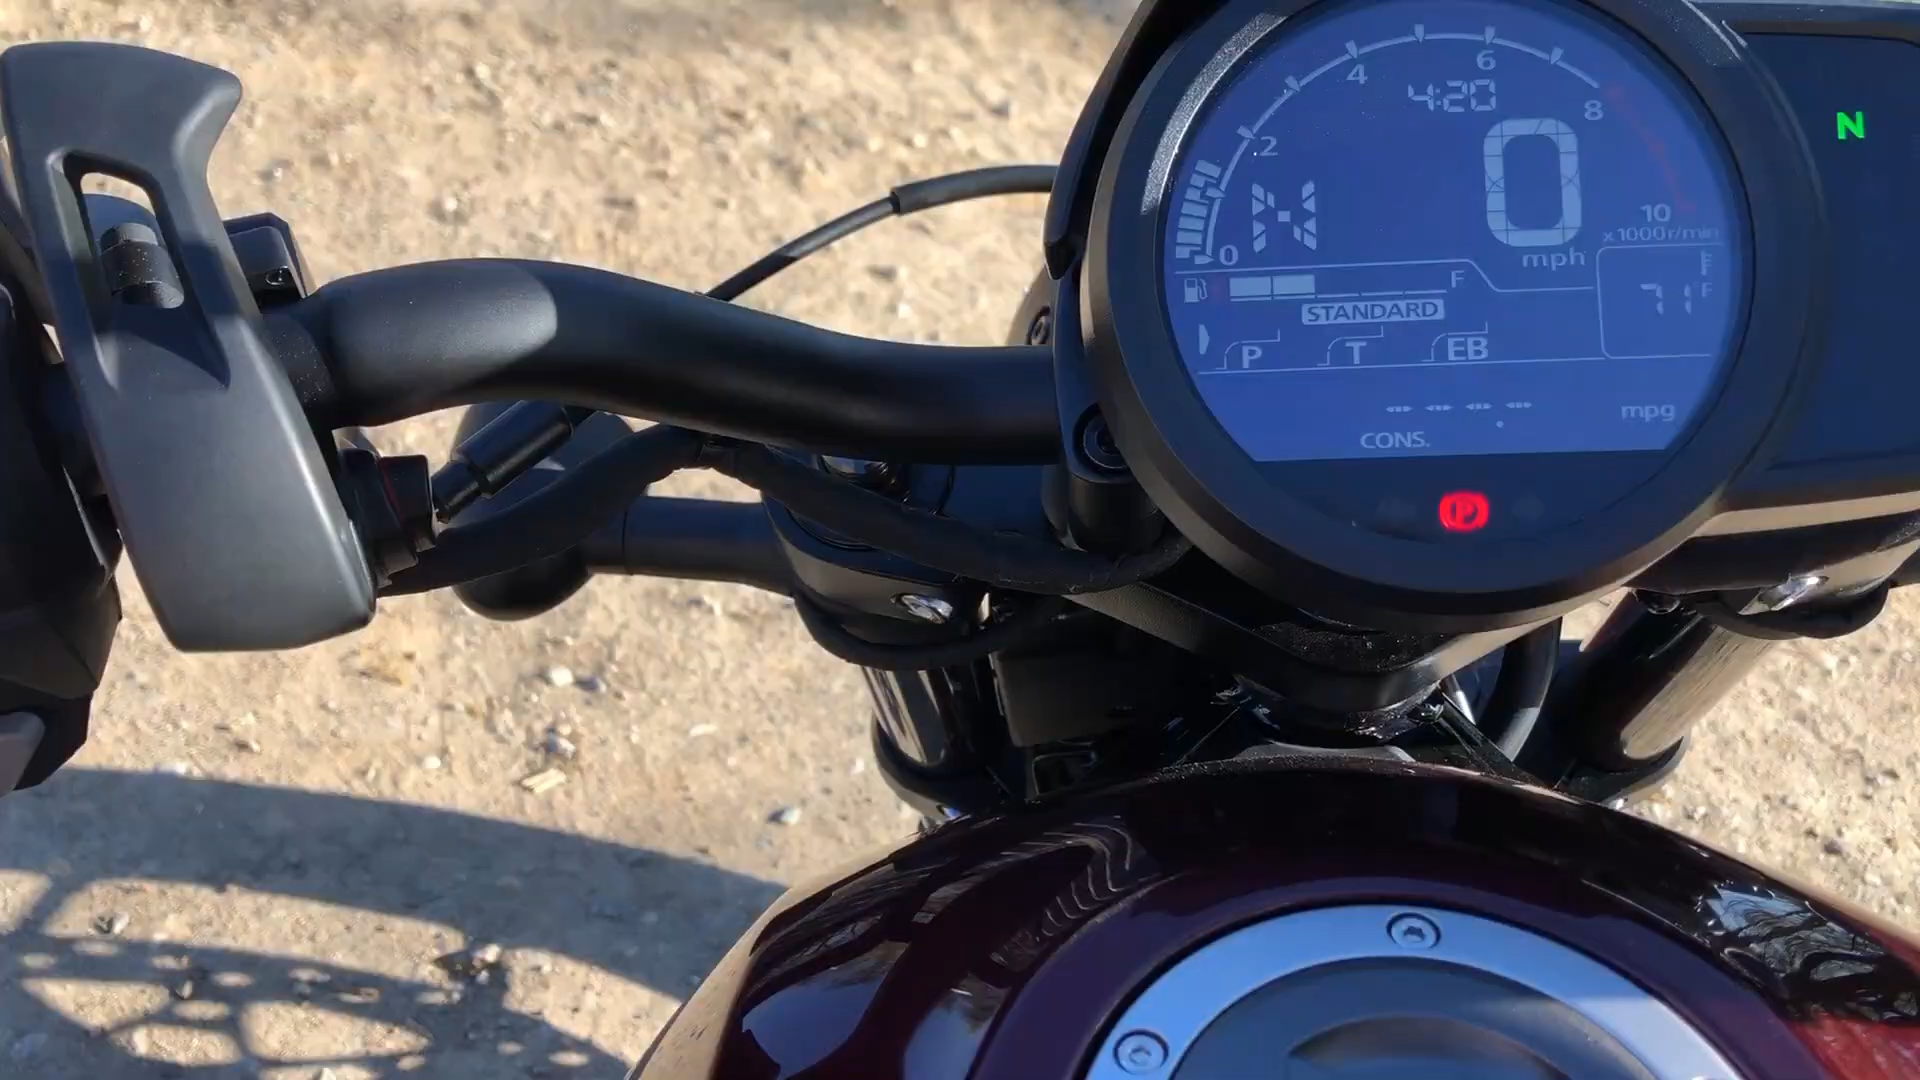 6
4
4:20
8
N
.2
0
N
10
x1000r/min
0
mph
F
STANDARD
71
P
T
EB
-- -- -- --
mpg
CONS.
P